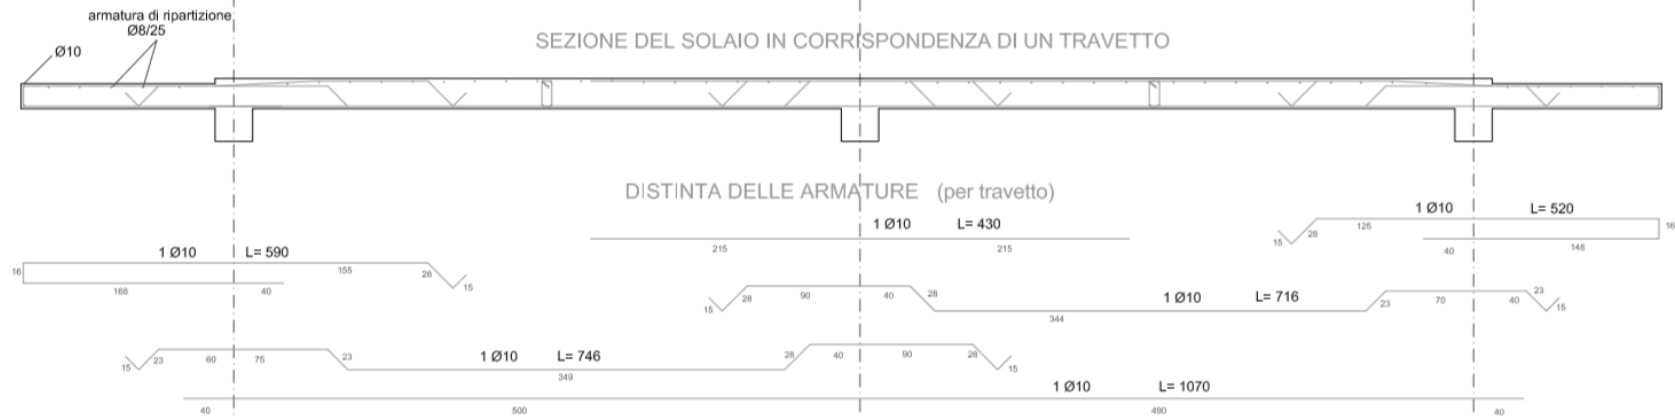 armatura di ripartizione
Ø8/25
Ø10
SEZIONE DEL SOLAIO IN CORRISPONDENZA DI UN TRAVETTO
DISTINTA DELLE ARMATURE (per travetto)
1 Ø10 L= 520
15 28 125 16
40 148
1 Ø10 L= 430
215 215
1 Ø10 L= 590
16 155 28 15
168 40
15 28 90 40 28 1 Ø10 L= 716 23 70 40 23 15
344
15 23 60 75 23 1 Ø10 L= 746 28 40 90 28 15
349
1 Ø10 L= 1070
40 500 490 40